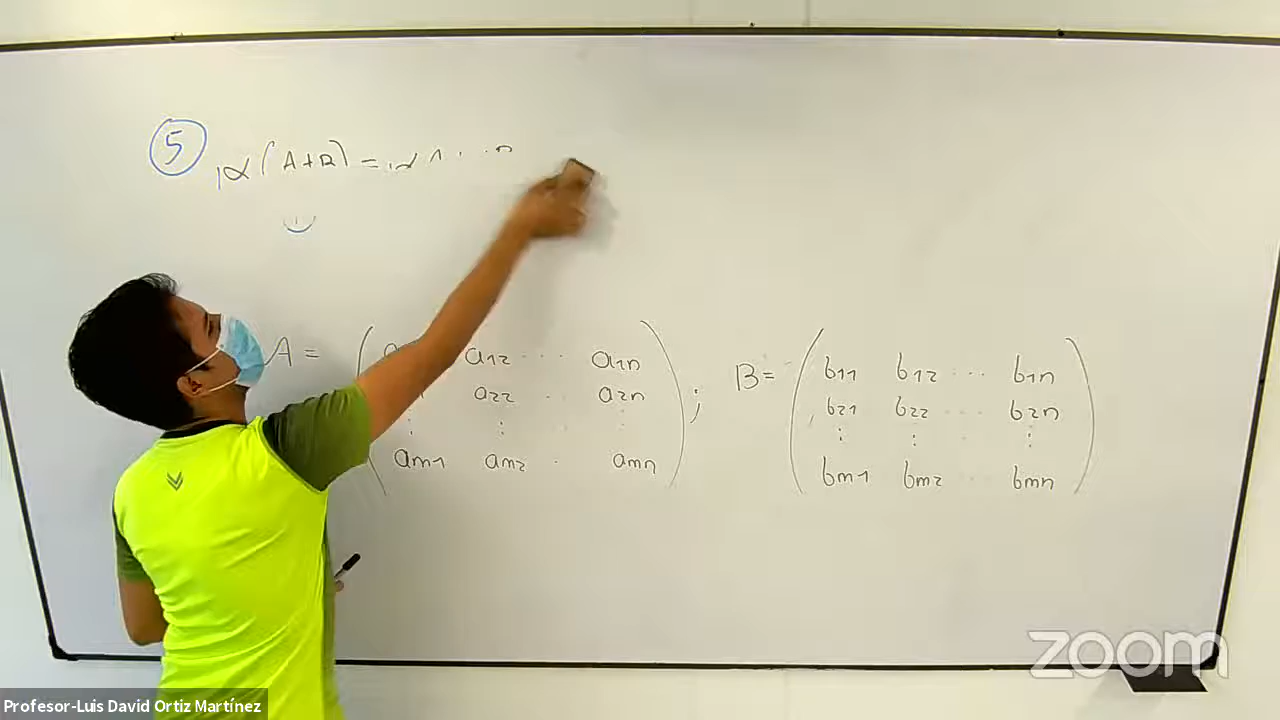 5
α(A+B) = α
A =
a12 ... a1n
a22 .. a2n
am1 am2 . amn
;
B =
b11 b12 ... b1n
b21 b22 .... b2n
bm1 bm2 .. bmn
zoom
Profesor-Luis David Ortiz Martínez